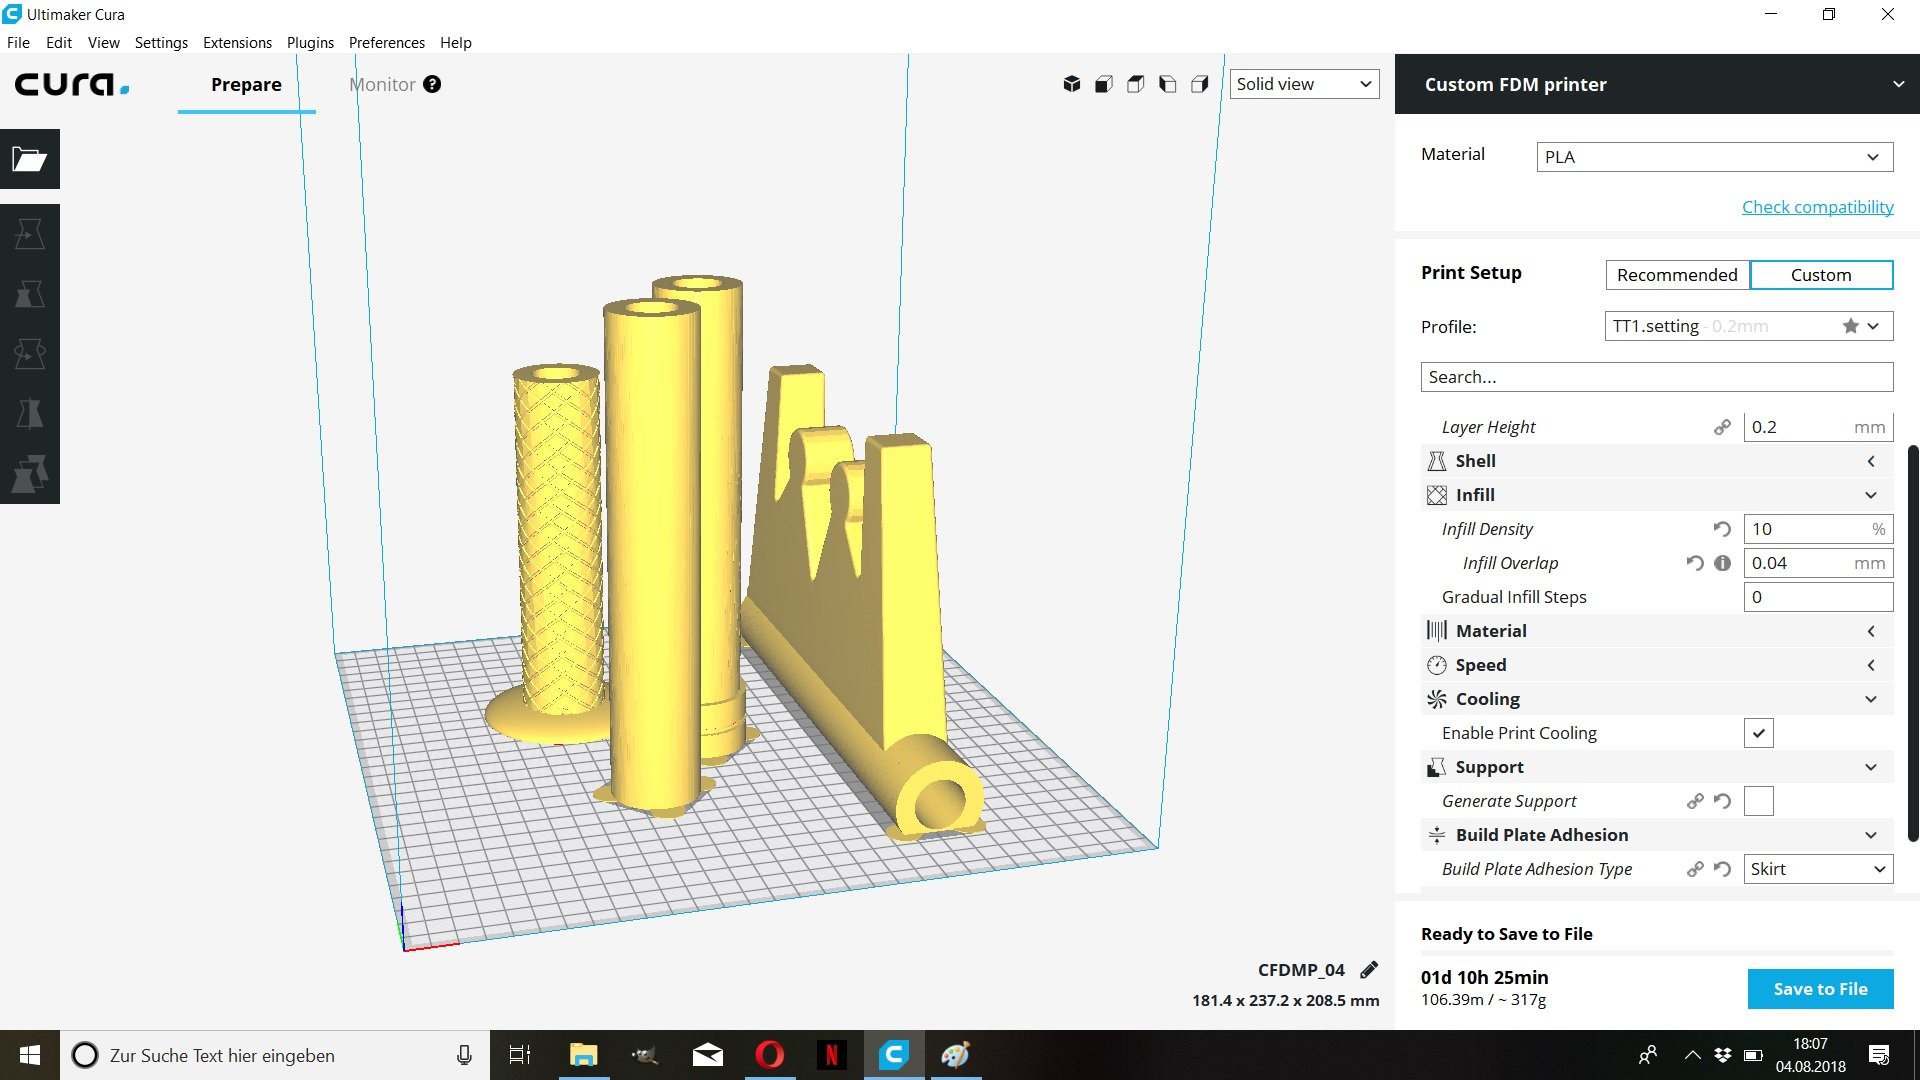 Ultimaker Cura
File Edit View Settings Extensions Plugins Preferences Help
cura.
Prepare
Monitor ?
Solid view
Custom FDM printer
Material
PLA
Check compatibility
Print Setup
Recommended
Custom
Profile:
TT1.setting - 0.2mm
Search...
Layer Height
0.2 mm
Shell
Infill
Infill Density
10 %
Infill Overlap
0.04 mm
Gradual Infill Steps
0
Material
Speed
Cooling
Enable Print Cooling
Support
Generate Support
Build Plate Adhesion
Build Plate Adhesion Type
Skirt
CFDMP_04
181.4 x 237.2 x 208.5 mm
Ready to Save to File
01d 10h 25min
106.39m / ~ 317g
Save to File
Zur Suche Text hier eingeben
N
C
18:07
04.08.2018